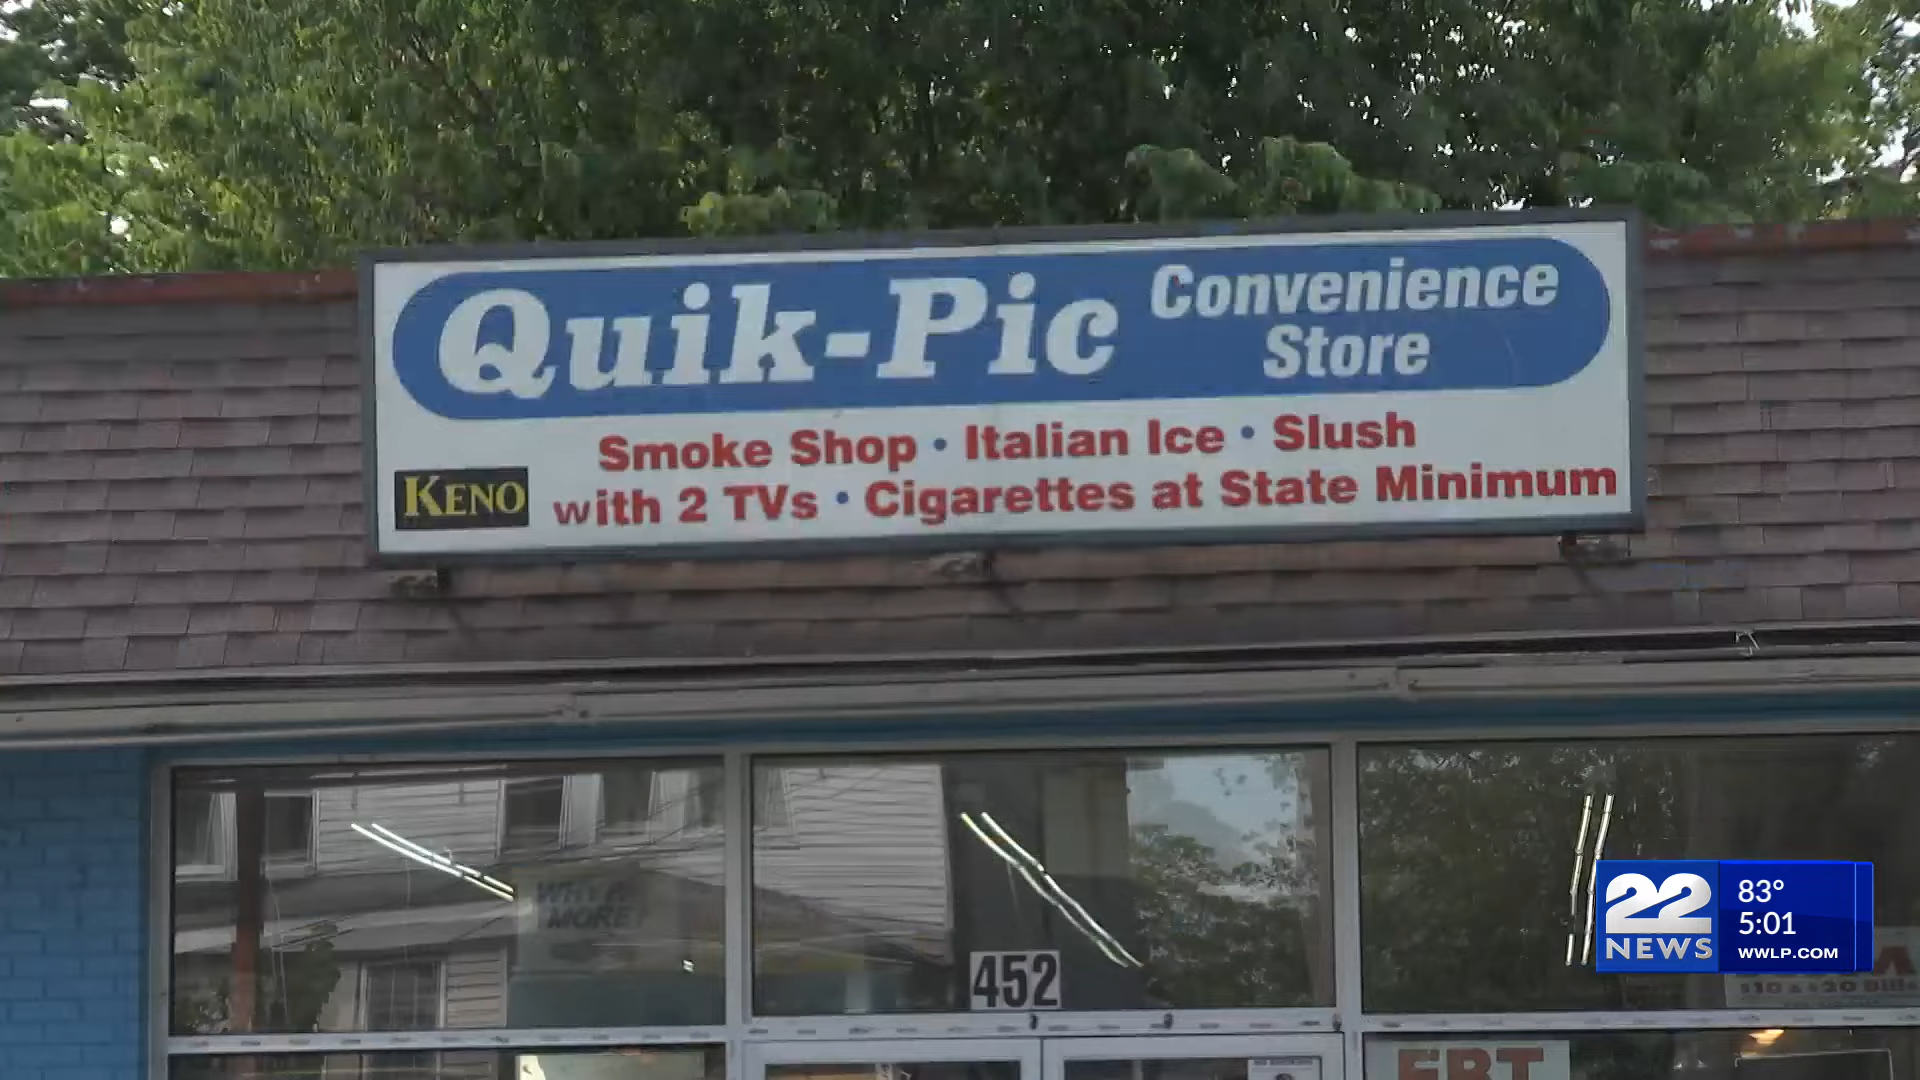 Quik-Pic Convenience
Store
Smoke Shop • Italian Ice • Slush
KENO with 2 TVs • Cigarettes at State Minimum
MORE!
452
22
NEWS
83°
5:01
WWLP.COM
EBT